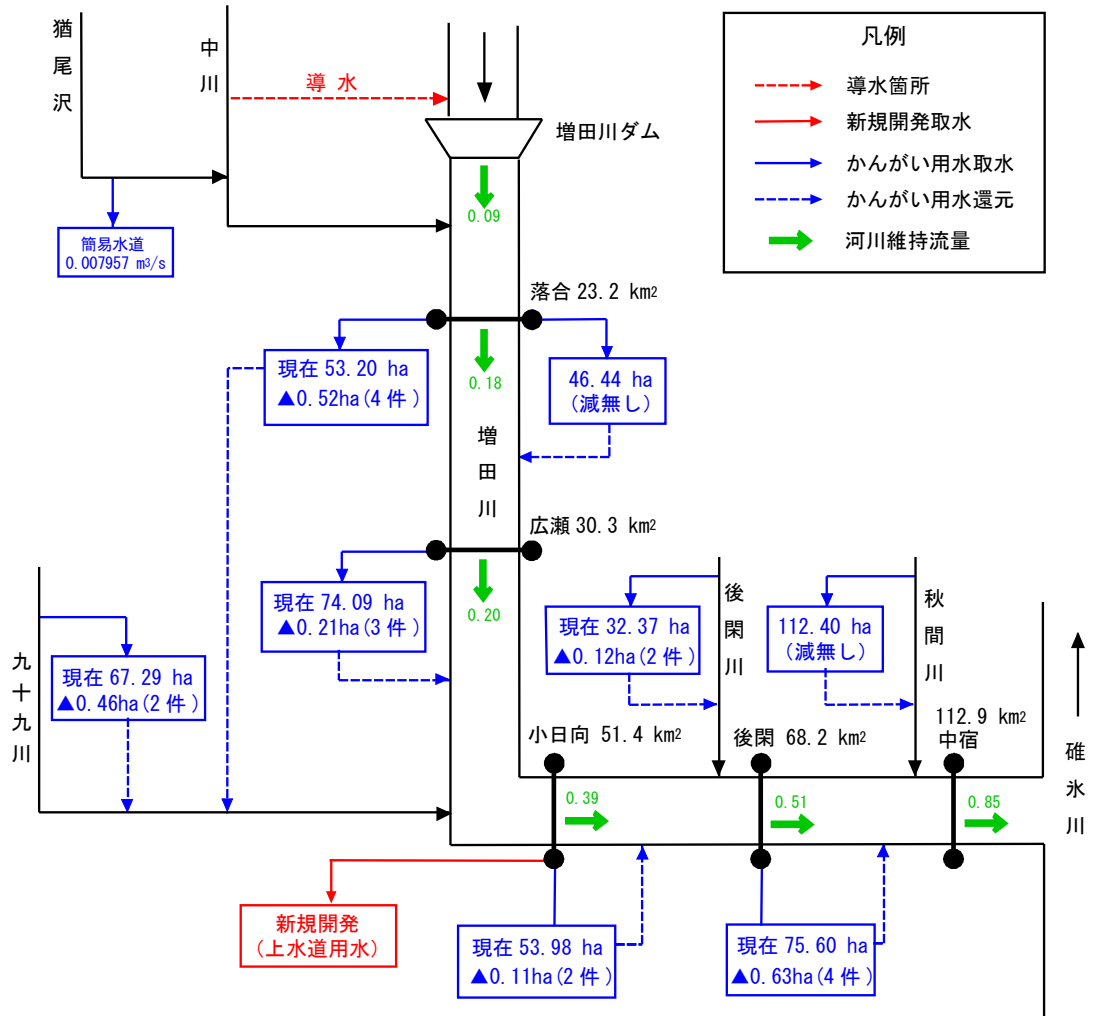 猶尾沢
中川
導 水
増田川ダム
凡例
導水箇所
新規開発取水
かんがい用水取水
かんがい用水還元
河川維持流量
簡易水道
0.007957 m³/s
0.09
落合 23.2 km²
現在 53.20 ha
▲0.52ha(4 件)
0.18
46.44 ha
(減無し)
増田川
広瀬 30.3 km²
現在 74.09 ha
▲0.21ha(3 件)
0.20
九十九川
現在 67.29 ha
▲0.46ha(2 件)
現在 32.37 ha
▲0.12ha(2 件)
後閑川
112.40 ha
(減無し)
秋間川
小日向 51.4 km²
後閑 68.2 km²
112.9 km²
中宿
碓氷川
0.39
0.51
0.85
新規開発
(上水道用水)
現在 53.98 ha
▲0.11ha(2 件)
現在 75.60 ha
▲0.63ha(4 件)